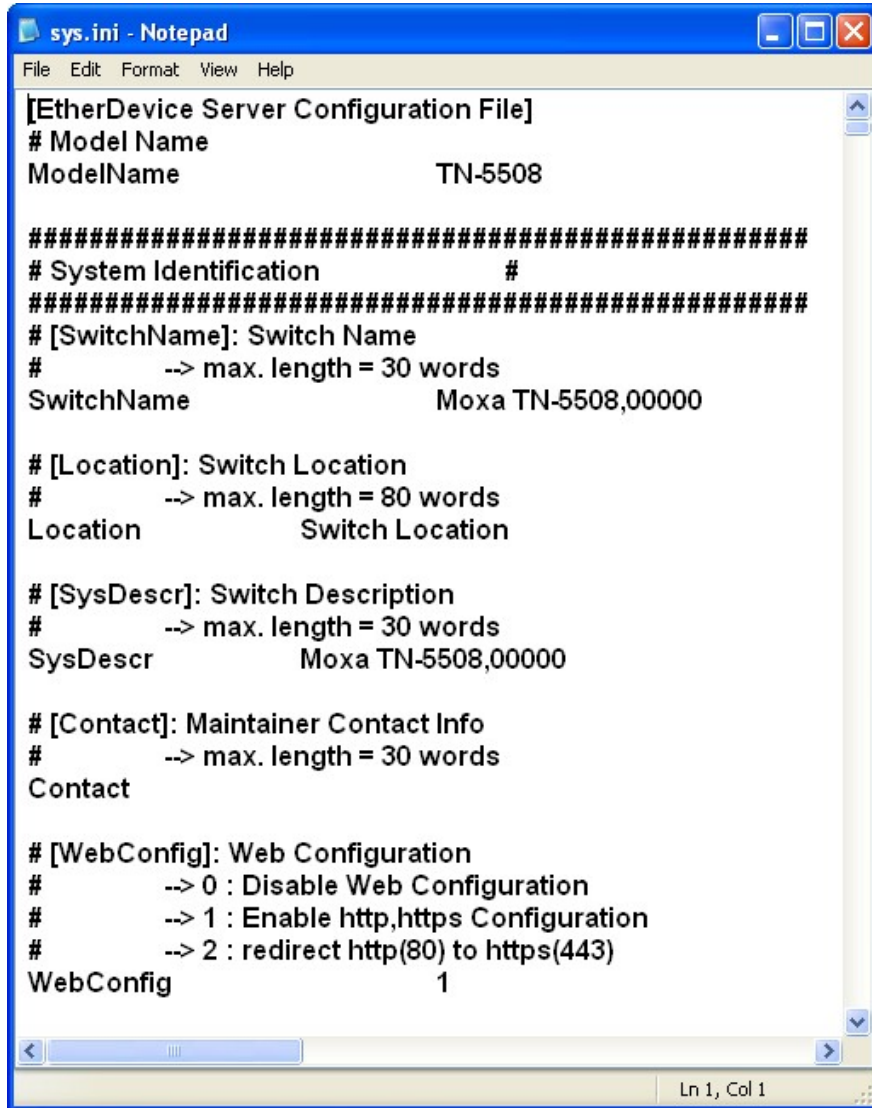 sys.ini - Notepad
File Edit Format View Help
[EtherDevice Server Configuration File]
# Model Name
ModelName TN-5508
###################################################
# System Identification #
###################################################
# [SwitchName]: Switch Name
# --> max. length = 30 words
SwitchName Moxa TN-5508,00000
# [Location]: Switch Location
# --> max. length = 80 words
Location Switch Location
# [SysDescr]: Switch Description
# --> max. length = 30 words
SysDescr Moxa TN-5508,00000
# [Contact]: Maintainer Contact Info
# --> max. length = 30 words
Contact
# [WebConfig]: Web Configuration
# --> 0 : Disable Web Configuration
# --> 1 : Enable http,https Configuration
# --> 2 : redirect http(80) to https(443)
WebConfig 1
Ln 1, Col 1